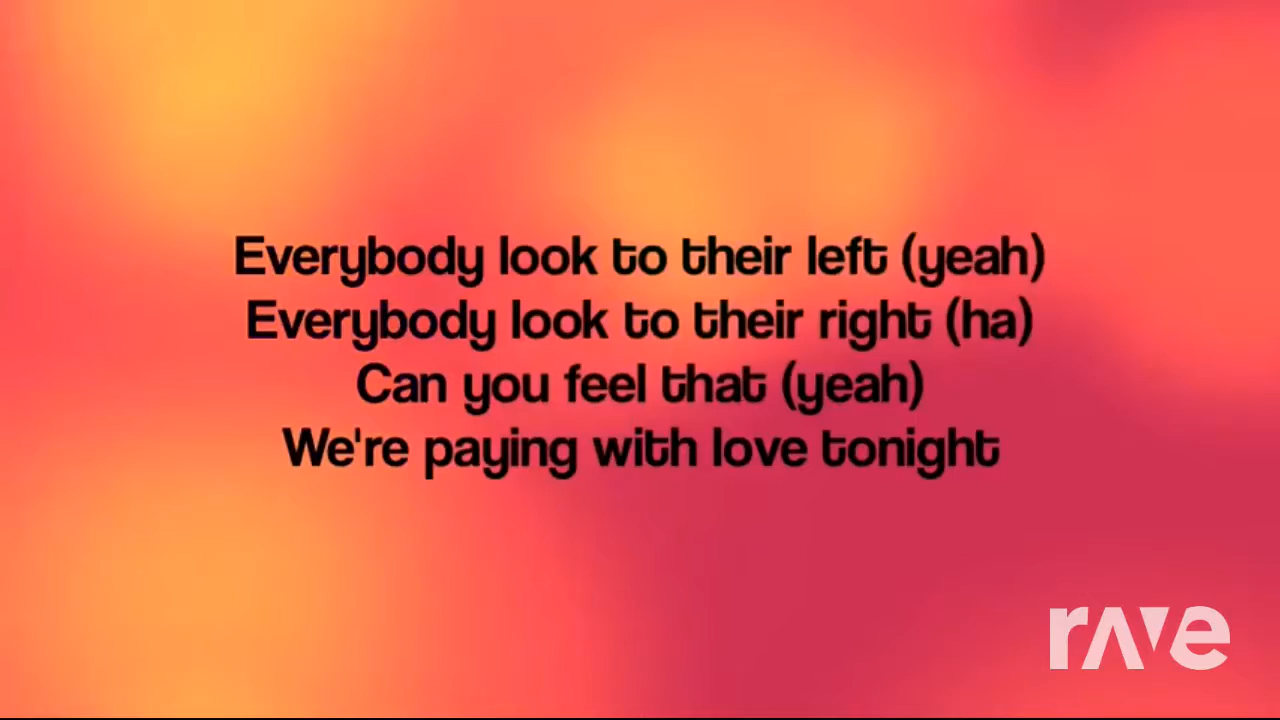 Everybody look to their left (yeah)
Everybody look to their right (ha)
Can you feel that (yeah)
We're paying with love tonight
rave